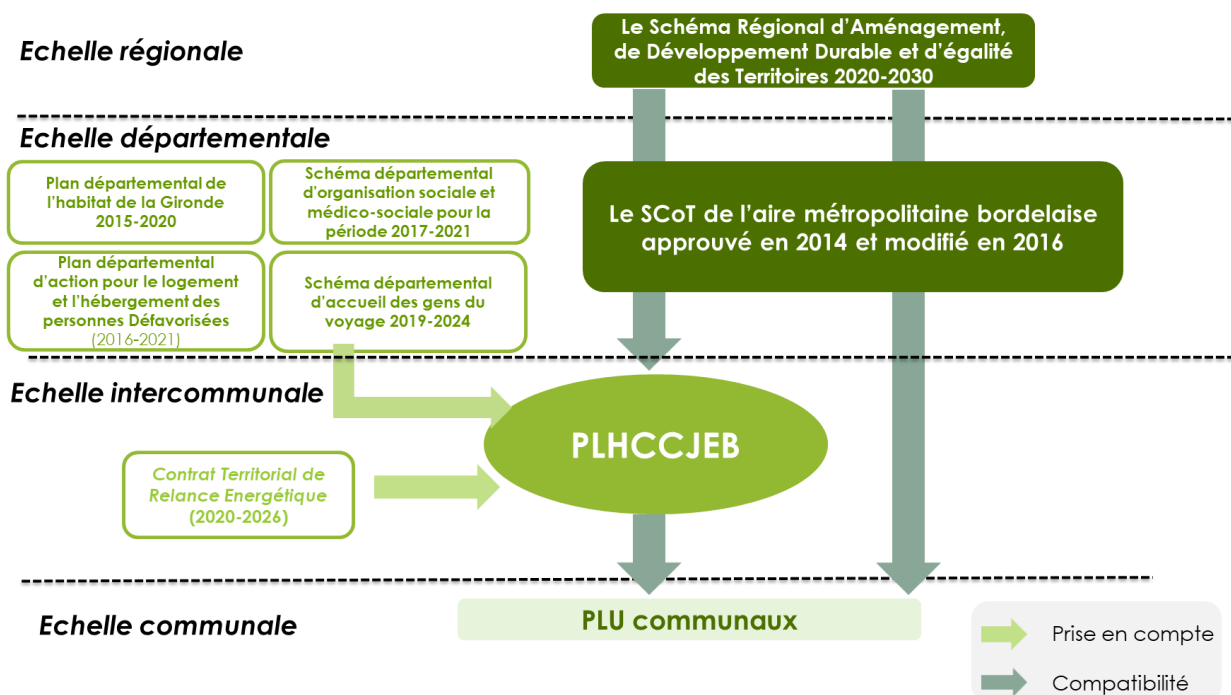 Echelle régionale
Le Schéma Régional d’Aménagement,
de Développement Durable et d’égalité
des Territoires 2020-2030
Echelle départementale
Plan départemental de
l’habitat de la Gironde
2015-2020
Schéma départemental
d’organisation sociale et
médico-sociale pour la
période 2017-2021
Plan départemental
d’action pour le logement
et l’hébergement des
personnes Défavorisées
(2016-2021)
Schéma départemental
d’accueil des gens du
voyage 2019-2024
Le SCoT de l’aire métropolitaine bordelaise
approuvé en 2014 et modifié en 2016
Echelle intercommunale
PLHCCJEB
Contrat Territorial de
Relance Energétique
(2020-2026)
Echelle communale
PLU communaux
Prise en compte
Compatibilité